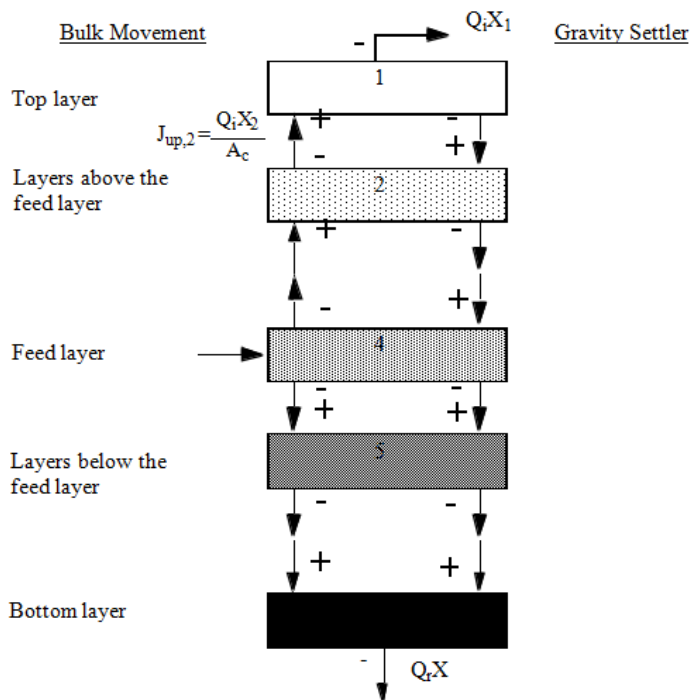 Bulk Movement
QiX1
Gravity Settler
-
1
Top layer
+
-
Jup,2=QiX2/Ac
+
-
Layers above the
feed layer
2
+
-
-
+
Feed layer
4
-
-
+
+
Layers below the
feed layer
5
-
-
+
+
Bottom layer
-
QrX